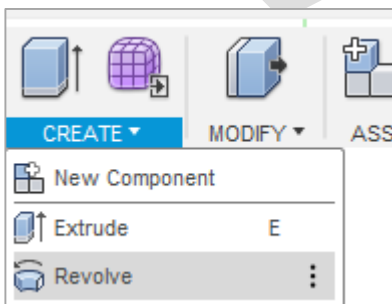 CREATE ▾ MODIFY ▾ ASS
New Component
Extrude E
Revolve